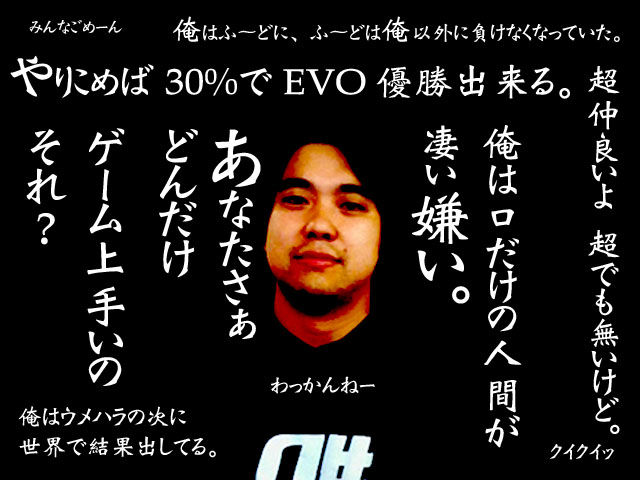 みんなごめーん
俺はふ～どに、ふ～どは俺以外に負けなくなっていた。
やりこめば 30%で EVO 優勝出来る。
超仲良いよ 超でも無いけど。
俺は口だけの人間が
凄い嫌い。
あなたさぁ
どんだけ
ゲーム上手いの
それ？
わっかんねー
俺はウメハラの次に
世界で結果出してる。
クイクイッ